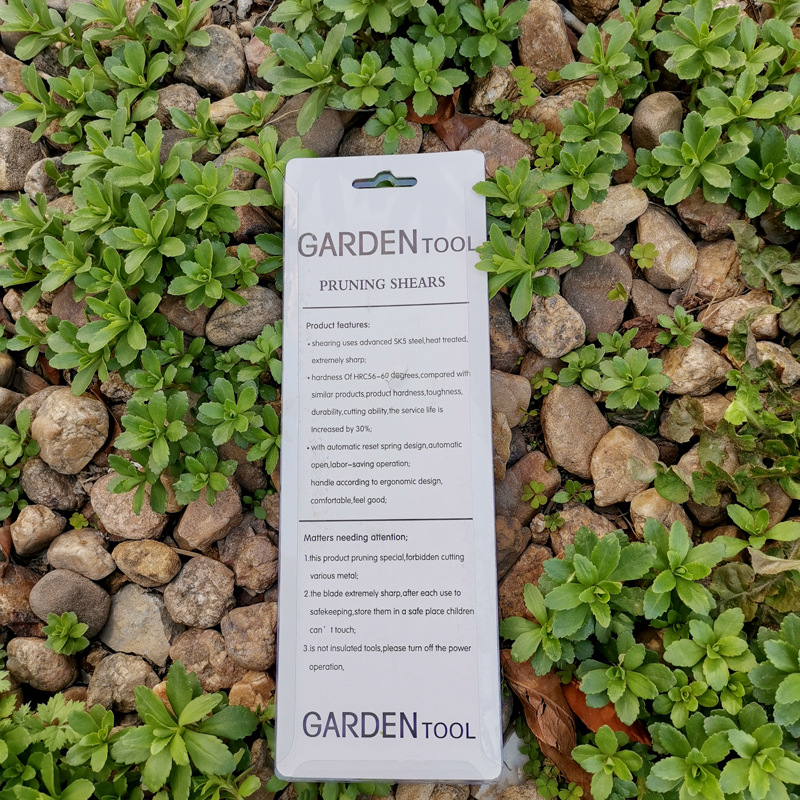 GARDEN TOOL
PRUNING SHEARS
Product features:
• shearing uses advanced SK5 steel,heat treated,
extremely sharp;
• hardness Of HRC56-60 degrees,compared with
similar products,product hardness,toughness,
durability,cutting ability,the service life is
Increased by 30%;
• with automatic reset spring design,automatic
open,labor-saving operation;
handle according to ergonomic design,
comfortable,feel good;
Matters needing attention;
1.this product pruning special,forbidden cutting
various metal;
2.the blade extremely sharp,after each use to
safekeeping,store them in a safe place children
can't touch;
3.is not insulated tools,please turn off the power
operation,
GARDEN TOOL